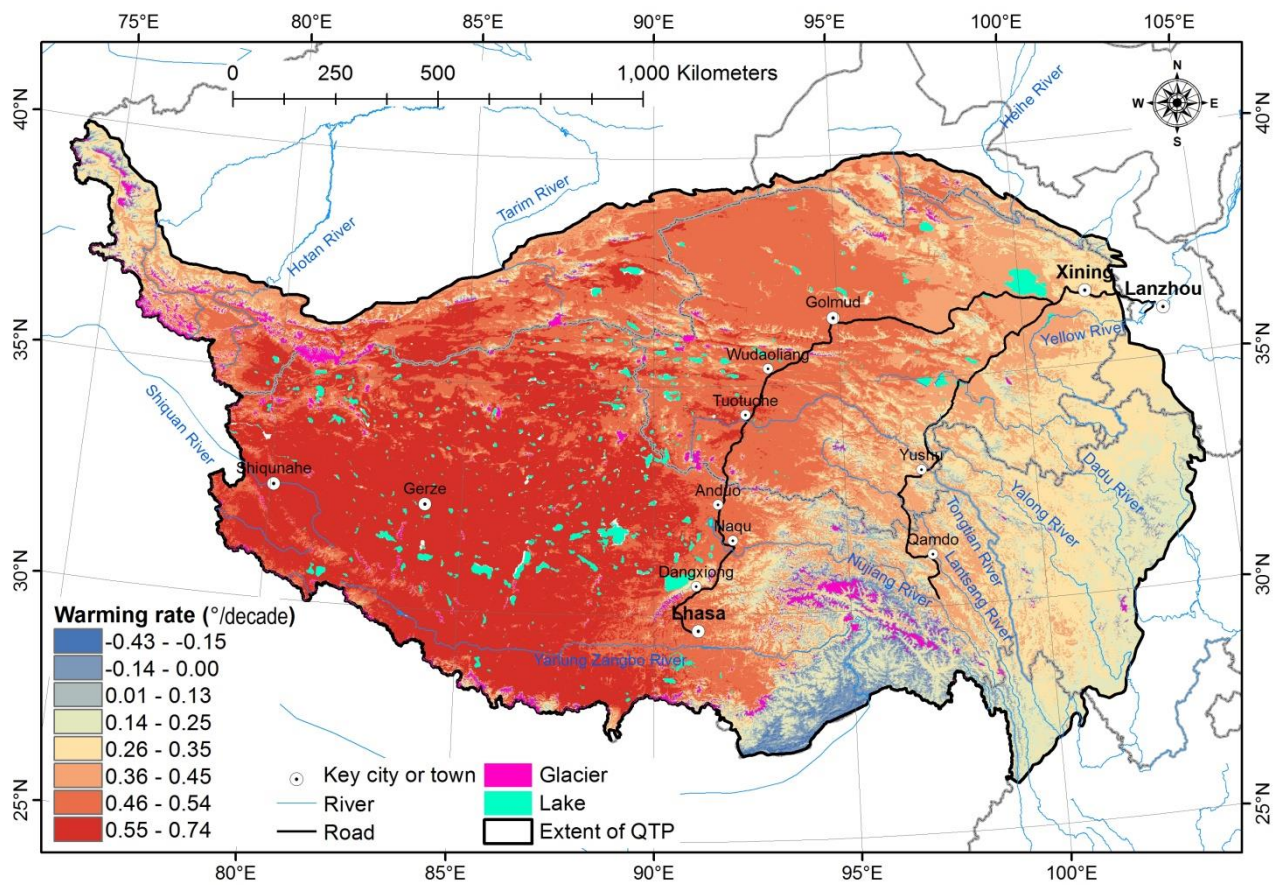 75°E
80°E
85°E
90°E
95°E
100°E
105°E
0
250
500
1,000 Kilometers
N
W
E
S
40°N
40°N
Heihe River
Tarim River
Hotan River
Xining
Lanzhou
Golmud
Yellow River
35°N
35°N
Wudaoliang
Tuotuohe
Shiquan River
Yushu
Dadu River
Shiqunahe
Gerze
Anduo
Tongtian River
Yalong River
Naqu
Qamdo
30°N
30°N
Dangxiong
Nujiang River
Lantsang River
Lhasa
Yarlung Zangbo River
Warming rate (°/decade)
-0.43 - -0.15
-0.14 - 0.00
0.01 - 0.13
0.14 - 0.25
0.26 - 0.35
0.36 - 0.45
0.46 - 0.54
0.55 - 0.74
Key city or town
River
Road
Glacier
Lake
Extent of QTP
25°N
25°N
80°E
85°E
90°E
95°E
100°E